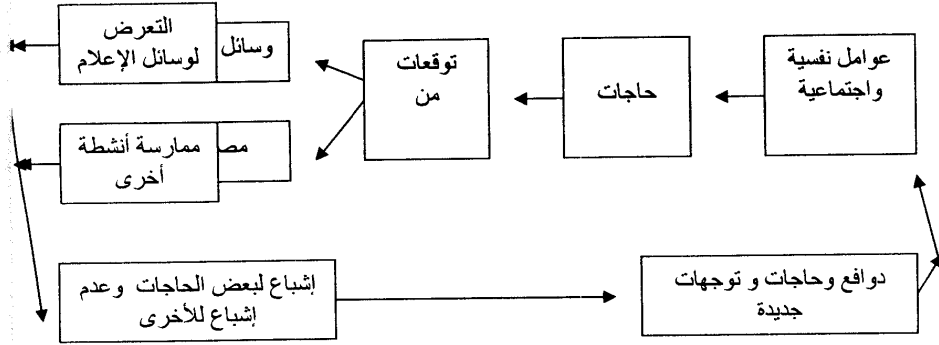 عوامل نفسية
واجتماعية
حاجات
توقعات
من
وسائل
التعرض
لوسائل الإعلام
مصـ
ممارسة أنشطة
أخرى
إشباع لبعض الحاجات وعدم
إشباع للأخرى
دوافع وحاجات و توجهات
جديدة